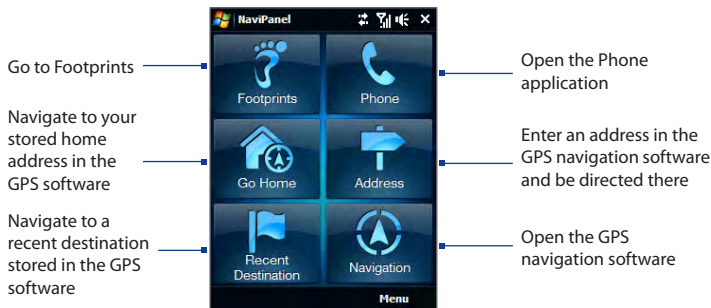 NaviPanel
Go to Footprints
Footprints
Phone
Open the Phone
application
Navigate to your
stored home
address in the
GPS software
Go Home
Address
Enter an address in the
GPS navigation software
and be directed there
Navigate to a
recent destination
stored in the GPS
software
Recent
Destination
Navigation
Open the GPS
navigation software
Menu